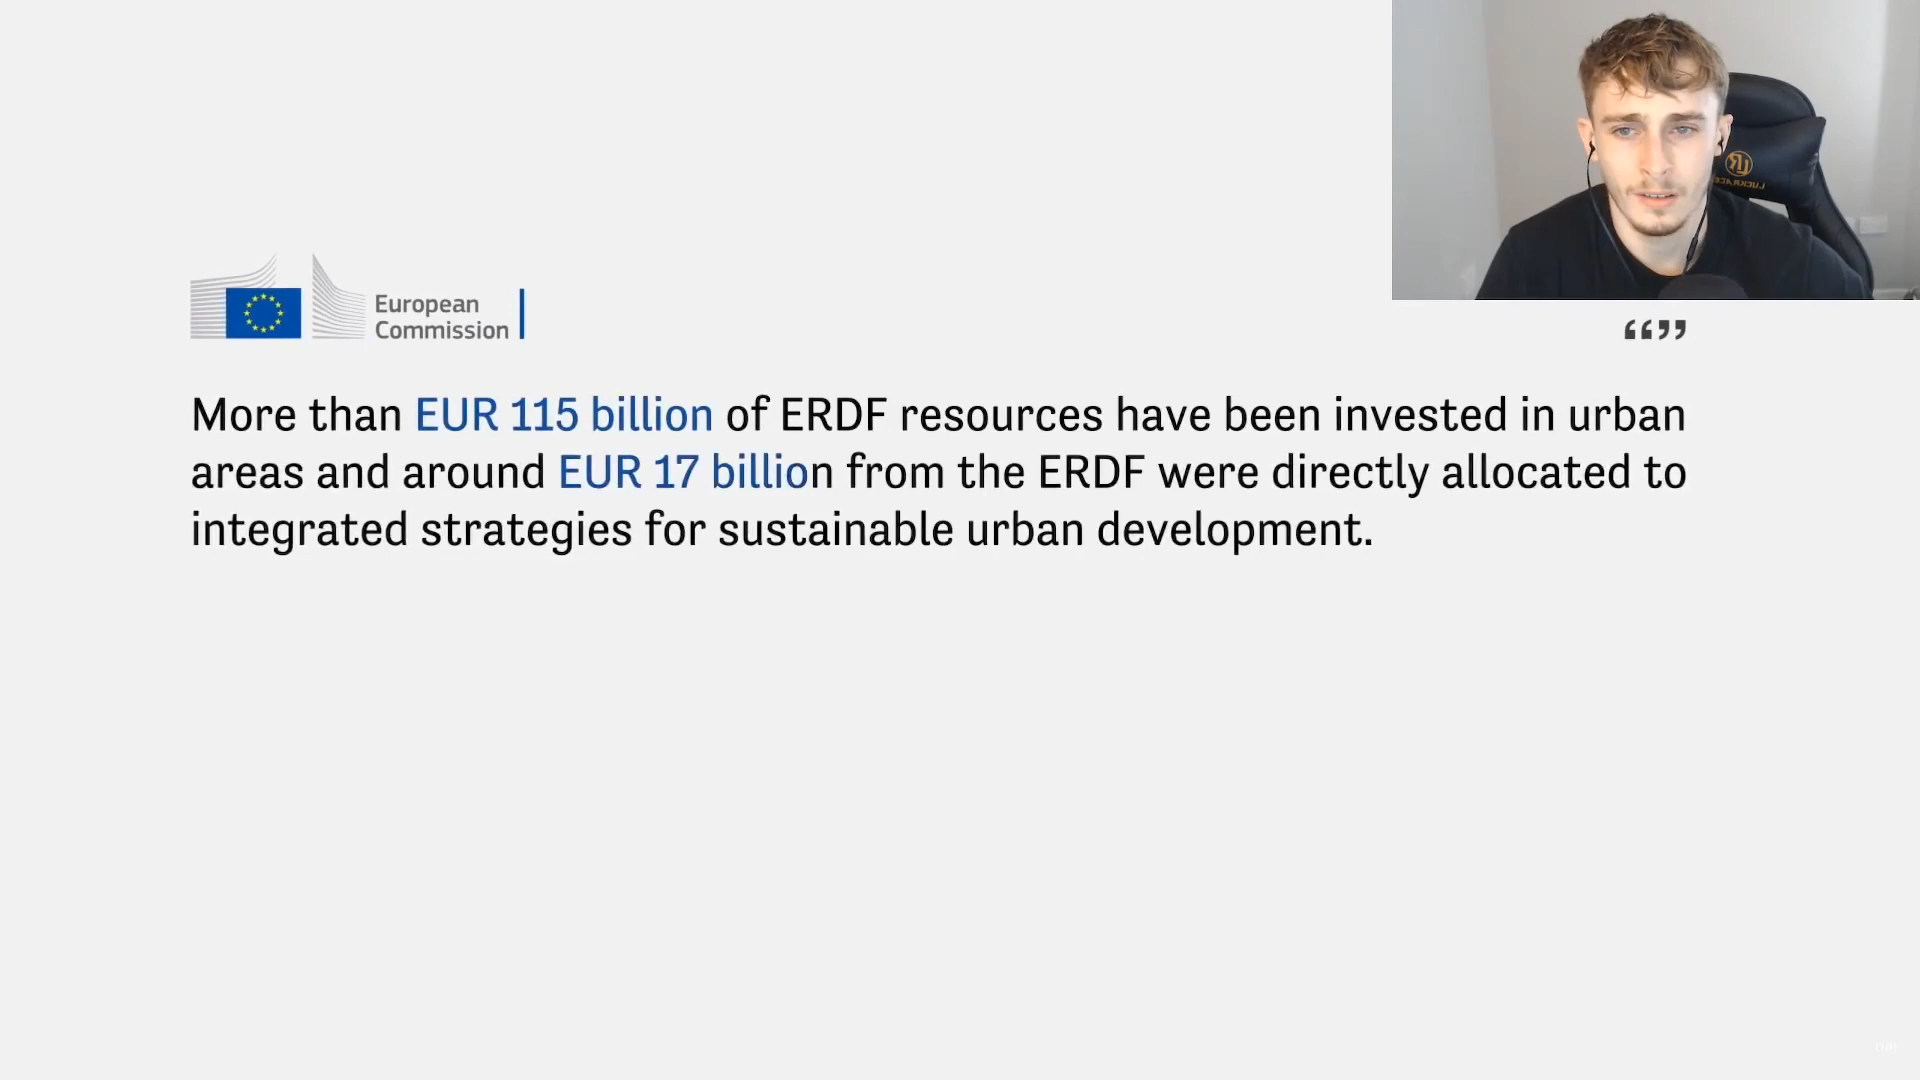 European
Commission
“”
More than EUR 115 billion of ERDF resources have been invested in urban
areas and around EUR 17 billion from the ERDF were directly allocated to
integrated strategies for sustainable urban development.